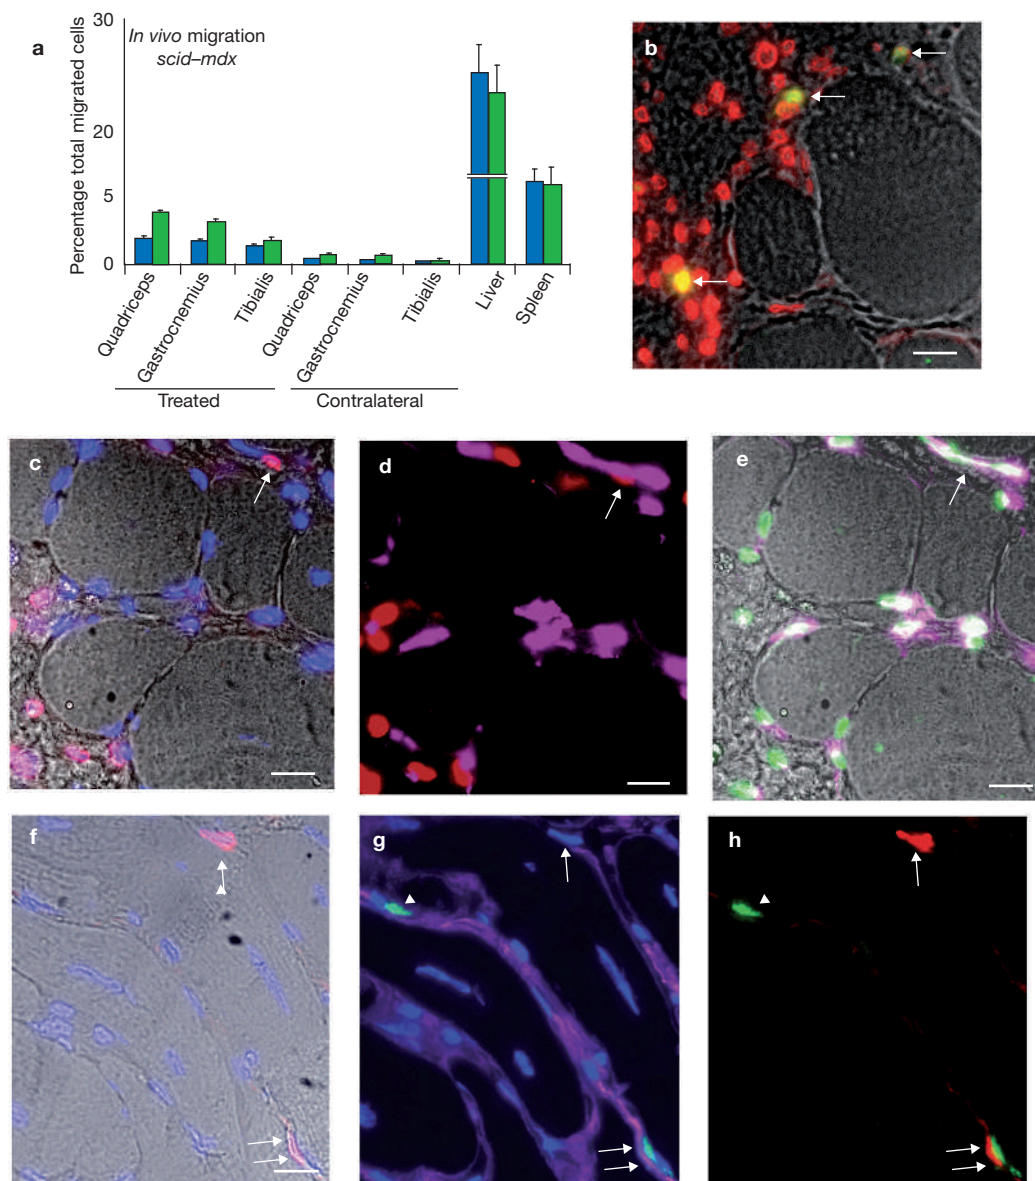 a
Percentage total migrated cells
In vivo migration
scid–mdx
30
20
5
0
Quadriceps
Gastrocnemius
Tibialis
Quadriceps
Gastrocnemius
Tibialis
Liver
Spleen
Treated
Contralateral
b
c
d
e
f
g
h